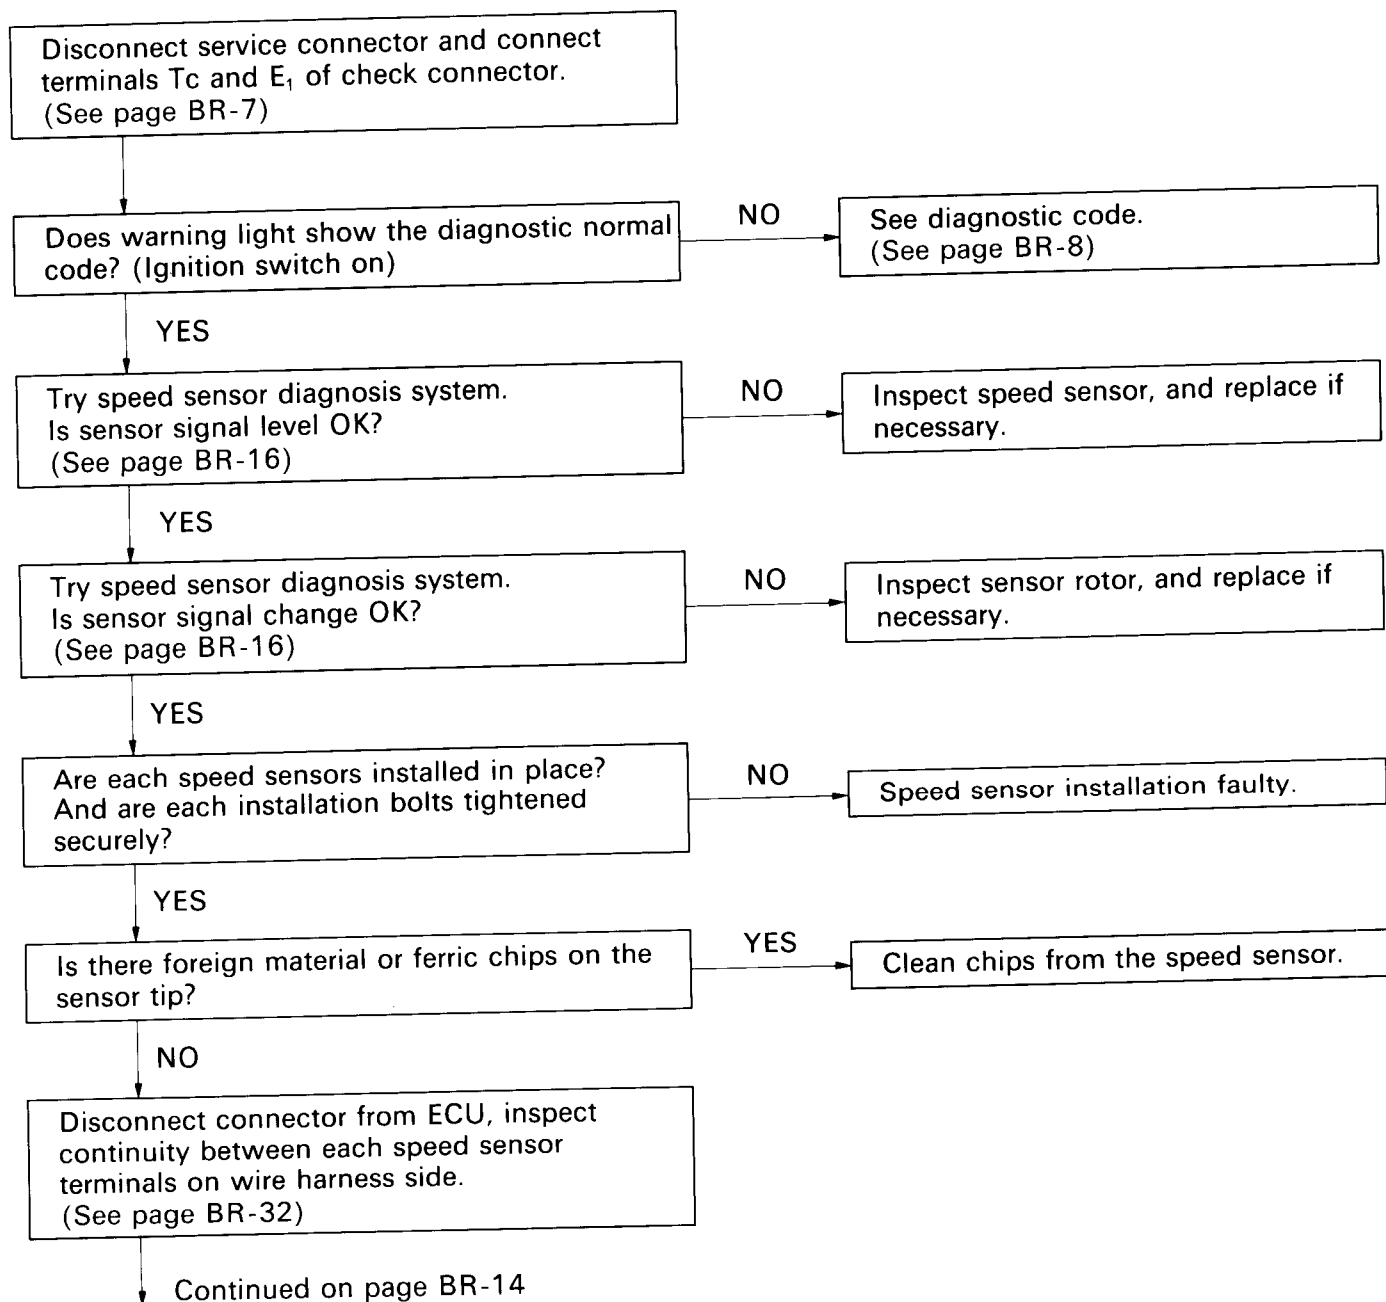 Disconnect service connector and connect
terminals Tc and E₁ of check connector.
(See page BR-7)
Does warning light show the diagnostic normal
code? (Ignition switch on)
NO
See diagnostic code.
(See page BR-8)
YES
Try speed sensor diagnosis system.
Is sensor signal level OK?
(See page BR-16)
NO
Inspect speed sensor, and replace if
necessary.
YES
Try speed sensor diagnosis system.
Is sensor signal change OK?
(See page BR-16)
NO
Inspect sensor rotor, and replace if
necessary.
YES
Are each speed sensors installed in place?
And are each installation bolts tightened
securely?
NO
Speed sensor installation faulty.
YES
Is there foreign material or ferric chips on the
sensor tip?
YES
Clean chips from the speed sensor.
NO
Disconnect connector from ECU, inspect
continuity between each speed sensor
terminals on wire harness side.
(See page BR-32)
Continued on page BR-14